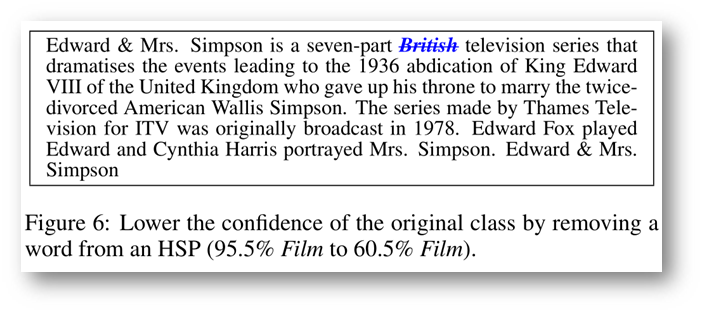 Edward & Mrs. Simpson is a seven-part British television series that
dramatises the events leading to the 1936 abdication of King Edward
VIII of the United Kingdom who gave up his throne to marry the twice-
divorced American Wallis Simpson. The series made by Thames Tele-
vision for ITV was originally broadcast in 1978. Edward Fox played
Edward and Cynthia Harris portrayed Mrs. Simpson. Edward & Mrs.
Simpson
Figure 6: Lower the confidence of the original class by removing a
word from an HSP (95.5% Film to 60.5% Film).